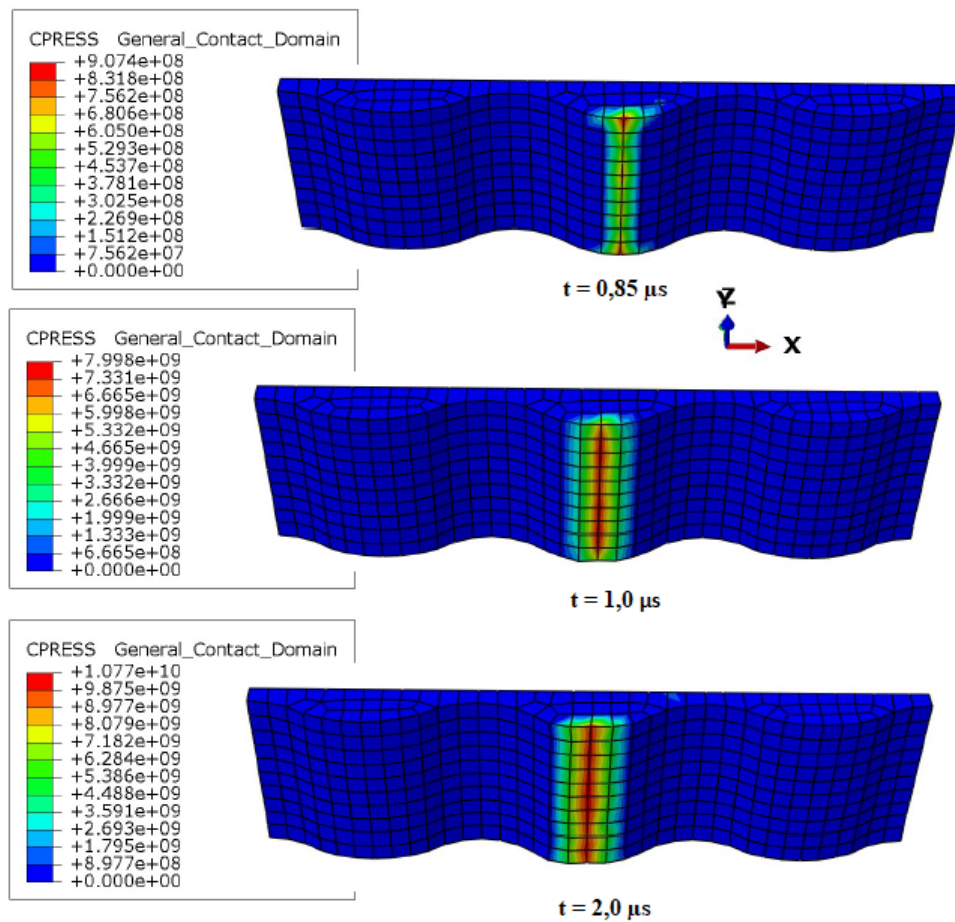 CPRESS General_Contact_Domain
+9.074e+08
+8.318e+08
+7.562e+08
+6.806e+08
+6.050e+08
+5.293e+08
+4.537e+08
+3.781e+08
+3.025e+08
+2.269e+08
+1.512e+08
+7.562e+07
+0.000e+00
t = 0,85 µs
Y
Z
X
CPRESS General_Contact_Domain
+7.998e+09
+7.331e+09
+6.665e+09
+5.998e+09
+5.332e+09
+4.665e+09
+3.999e+09
+3.332e+09
+2.666e+09
+1.999e+09
+1.333e+09
+6.665e+08
+0.000e+00
t = 1,0 µs
CPRESS General_Contact_Domain
+1.077e+10
+9.875e+09
+8.977e+09
+8.079e+09
+7.182e+09
+6.284e+09
+5.386e+09
+4.488e+09
+3.591e+09
+2.693e+09
+1.795e+09
+8.977e+08
+0.000e+00
t = 2,0 µs